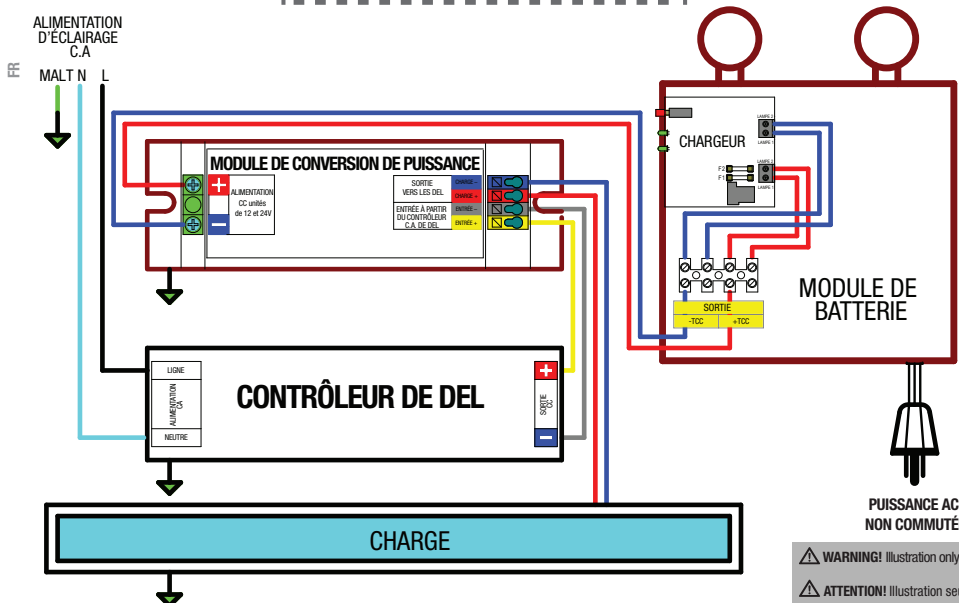 ALIMENTATION
D'ÉCLAIRAGE
C.A
FR
MALT N L
MODULE DE CONVERSION DE PUISSANCE
+
ALIMENTATION
CC unités
de 12 et 24V
−
SORTIE
VERS LES DEL
ENTRÉE À PARTIR
DU CONTRÔLEUR
C.A. DE DEL
CHARGE −
CHARGE +
ENTRÉE −
ENTRÉE +
CHARGEUR
LAMPE 2
LAMPE 1
F2
F1
LAMPE 2
LAMPE 1
SORTIE
-TCC +TCC
MODULE DE
BATTERIE
LIGNE
ALIMENTATION
CA
NEUTRE
CONTRÔLEUR DE DEL
+
SORTIE
CC
−
CHARGE
PUISSANCE AC
NON COMMUTÉ
WARNING! Illustration only
ATTENTION! Illustration se